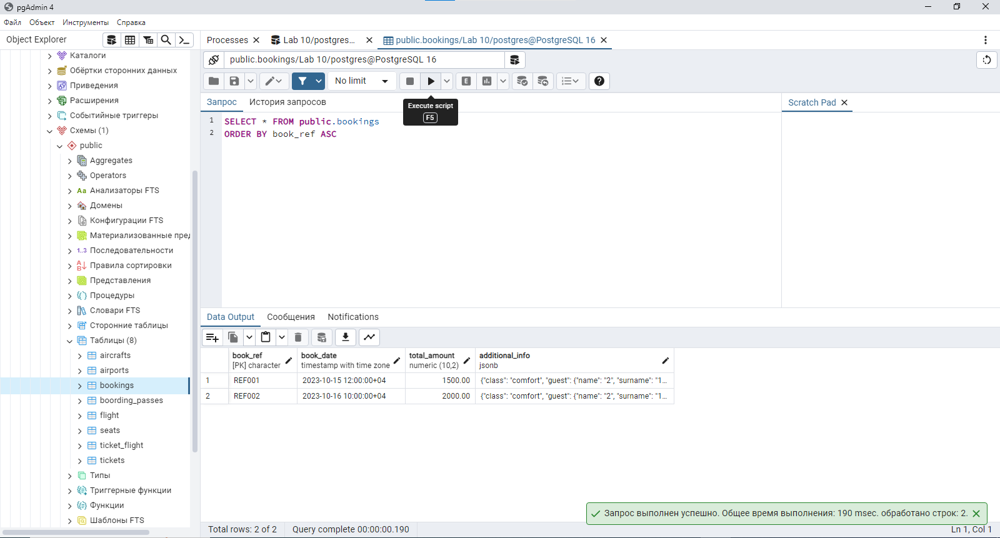 pgAdmin 4
Файл Объект Инструменты Справка
Object Explorer
Каталоги
Обёртки сторонних данных
Приведения
Расширения
Событийные триггеры
Схемы (1)
public
Aggregates
Operators
Aa Анализаторы FTS
Домены
Конфигурации FTS
Материализованные пред
1..3 Последовательности
Правила сортировки
Представления
Процедуры
Словари FTS
Сторонние таблицы
Таблицы (8)
aircrafts
airports
bookings
boording_passes
flight
seats
ticket_flight
tickets
Типы
Триггерные функции
Функции
Шаблоны FTS
Processes
Lab 10/postgres...
public.bookings/Lab 10/postgres@PostgreSQL 16
public.bookings/Lab 10/postgres@PostgreSQL 16
No limit
E
Execute script
F5
Запрос История запросов
Scratch Pad
1 SELECT * FROM public.bookings
2 ORDER BY book_ref ASC
Data Output Сообщения Notifications
book_ref book_date total_amount additional_info
[PK] character timestamp with time zone numeric (10,2) jsonb
1 REF001 2023-10-15 12:00:00+04 1500.00 {"class": "comfort", "guest": {"name": "2", "surname": "1...
2 REF002 2023-10-16 10:00:00+04 2000.00 {"class": "comfort", "guest": {"name": "2", "surname": "1...
Запрос выполнен успешно. Общее время выполнения: 190 msec. обработано строк: 2.
Total rows: 2 of 2 Query complete 00:00:00.190 Ln 1, Col 1